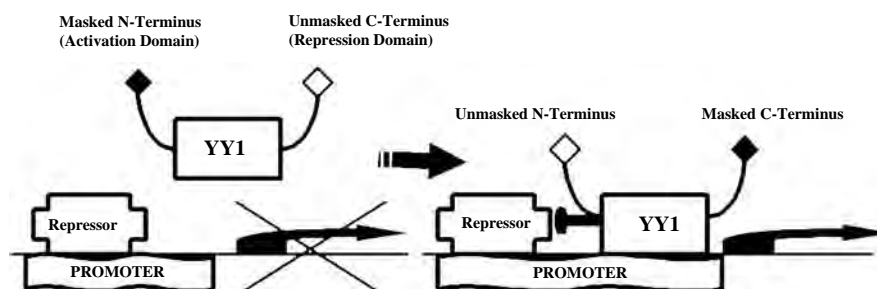 Masked N-Terminus
(Activation Domain)
Unmasked C-Terminus
(Repression Domain)
YY1
Repressor
PROMOTER
Unmasked N-Terminus
Masked C-Terminus
Repressor
YY1
PROMOTER